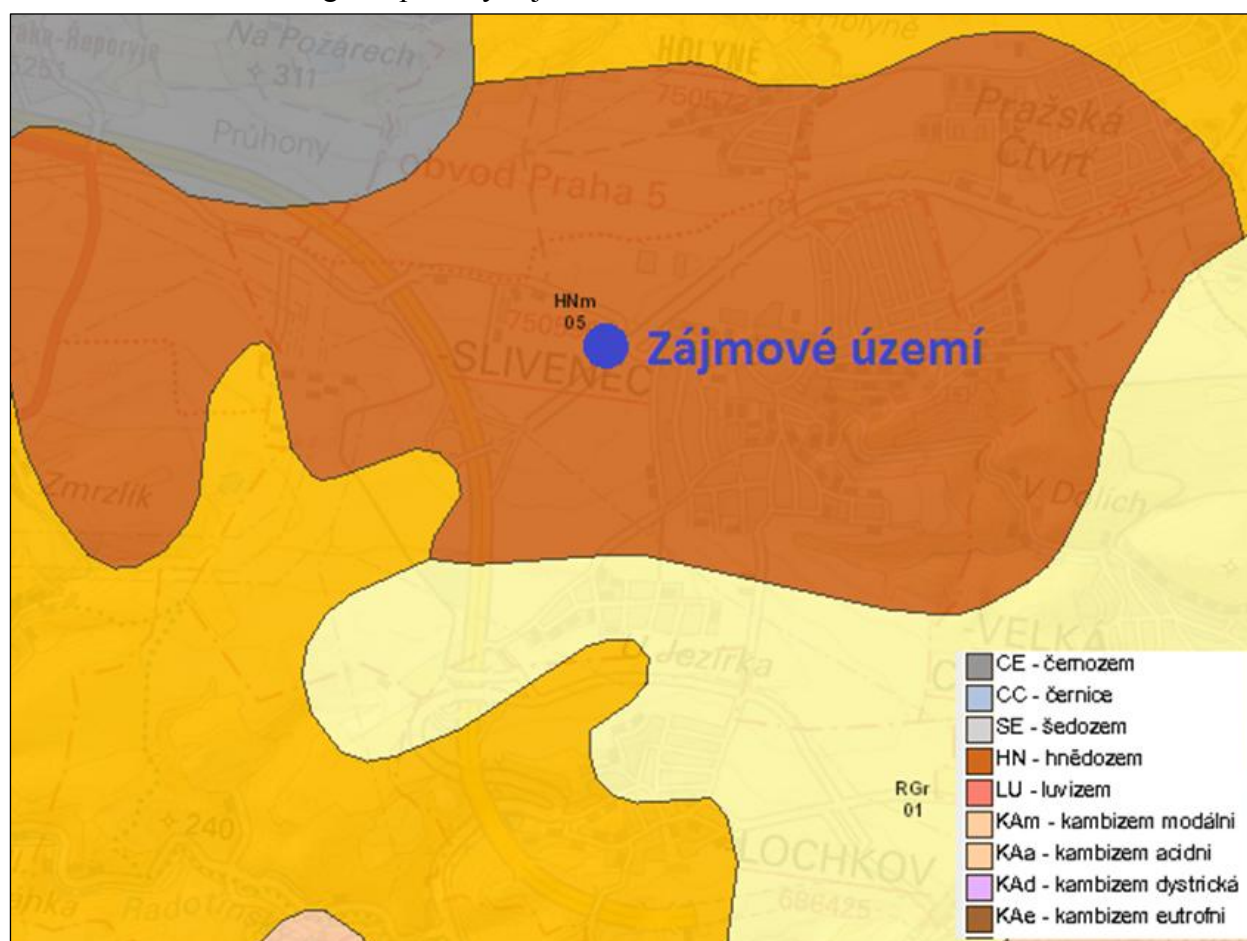 Na Požárech
311
HOLYNĚ
Průhony
Pražská
Čtvrť
obvod Praha 5
HNm
05
Zájmové území
SLIVENEC
Zmrzlík
V Dolích
U Jezírka
VELKÁ
RGr
01
240
LOCHKOV
686425
CE - černozem
CC - černice
SE - šedozem
HN - hnědozem
LU - luvizem
KAm - kambizem modální
KAa - kambizem acidní
KAd - kambizem dystrická
KAe - kambizem eutrofní